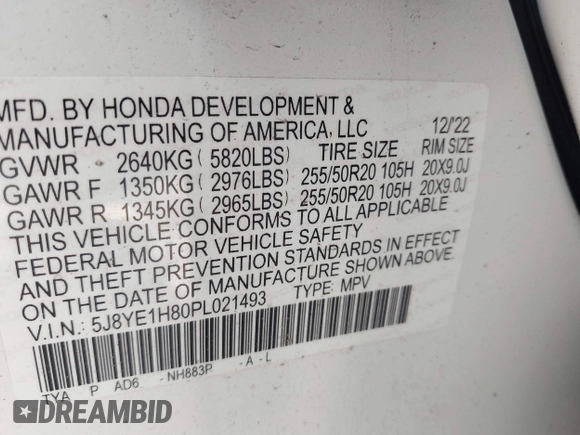 MFD. BY HONDA DEVELOPMENT &
MANUFACTURING OF AMERICA, LLC 12/'22
GVWR 2640KG ( 5820LBS) TIRE SIZE RIM SIZE
GAWR F 1350KG ( 2976LBS) 255/50R20 105H 20X9.0J
GAWR R 1345KG ( 2965LBS) 255/50R20 105H 20X9.0J
THIS VEHICLE CONFORMS TO ALL APPLICABLE
FEDERAL MOTOR VEHICLE SAFETY
AND THEFT PREVENTION STANDARDS IN EFFECT
ON THE DATE OF MANUFACTURE SHOWN ABOVE.
V.I.N.: 5J8YE1H80PL021493 TYPE: MPV
TYA P AD6 -NH883P -A-L
DREAMBID